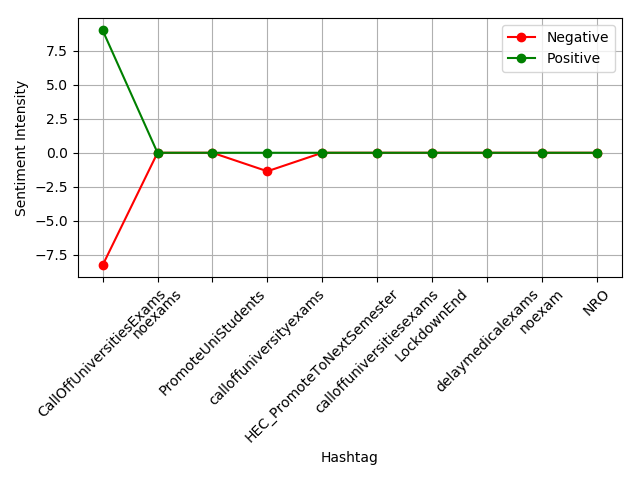 Negative
Positive
7.5
5.0
2.5
0.0
−2.5
−5.0
−7.5
Sentiment Intensity
CallOffUniversitiesExams
noexams
PromoteUniStudents
calloffuniversityexams
HEC_PromoteToNextSemester
calloffuniversitiesexams
LockdownEnd
delaymedicalexams
noexam
NRO
Hashtag